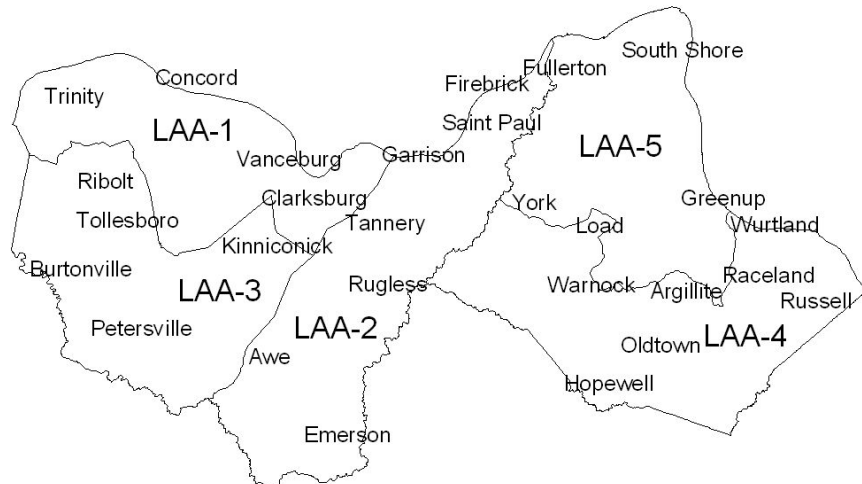 South Shore
Fullerton
Concord
Firebrick
Trinity
Saint Paul
LAA-1
LAA-5
Vanceburg
Garrison
Ribolt
Clarksburg
York
Greenup
Tollesboro
Tannery
Load
Wurtland
Kinniconick
Burtonville
Raceland
LAA-3
Rugless
Warnock
Argillite
Russell
Petersville
LAA-2
LAA-4
Awe
Oldtown
Hopewell
Emerson